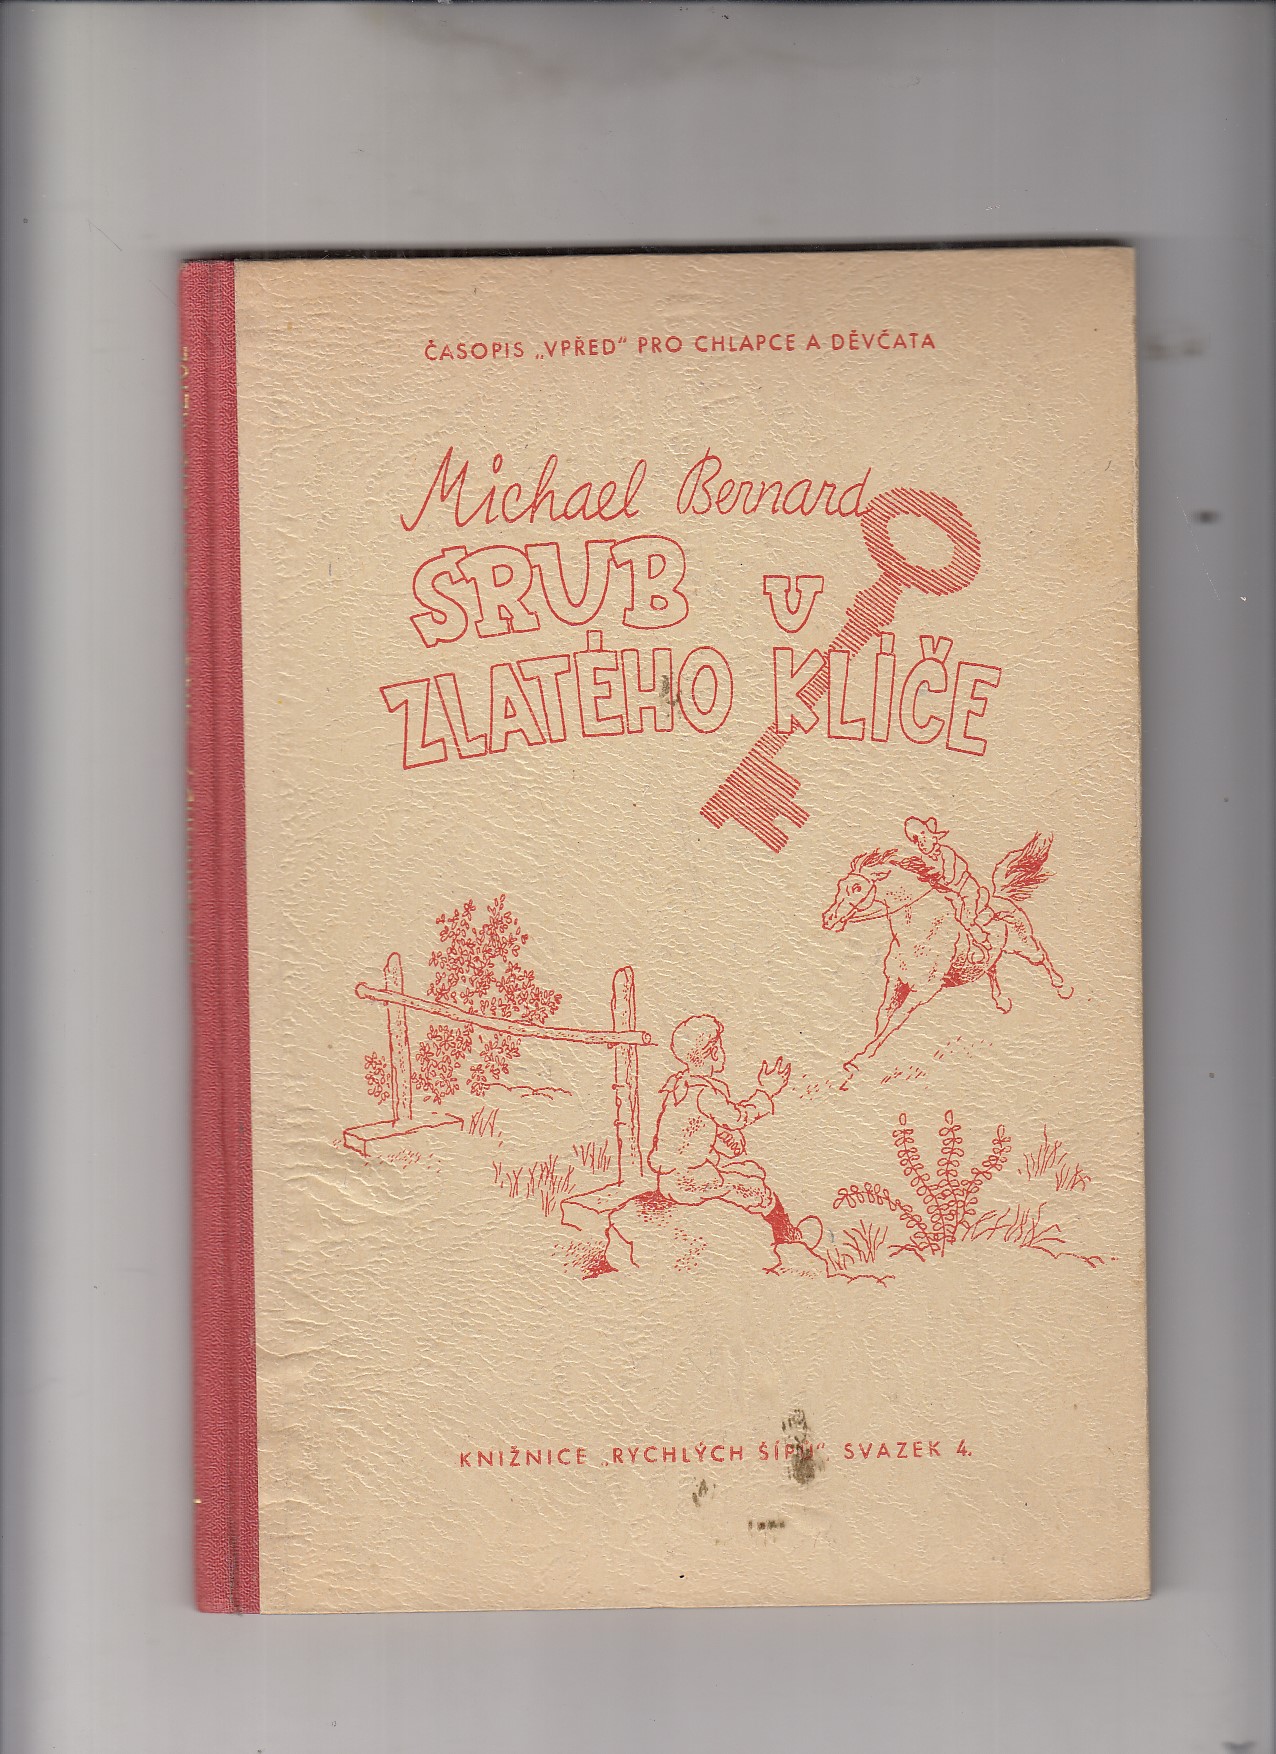 ČASOPIS „VPŘED" PRO CHLAPCE A DĚVČATA
Michael Bernard
SRUB U
ZLATÉHO KLÍČE
KNIŽNICE „RYCHLÝCH ŠÍPŮ", SVAZEK 4.